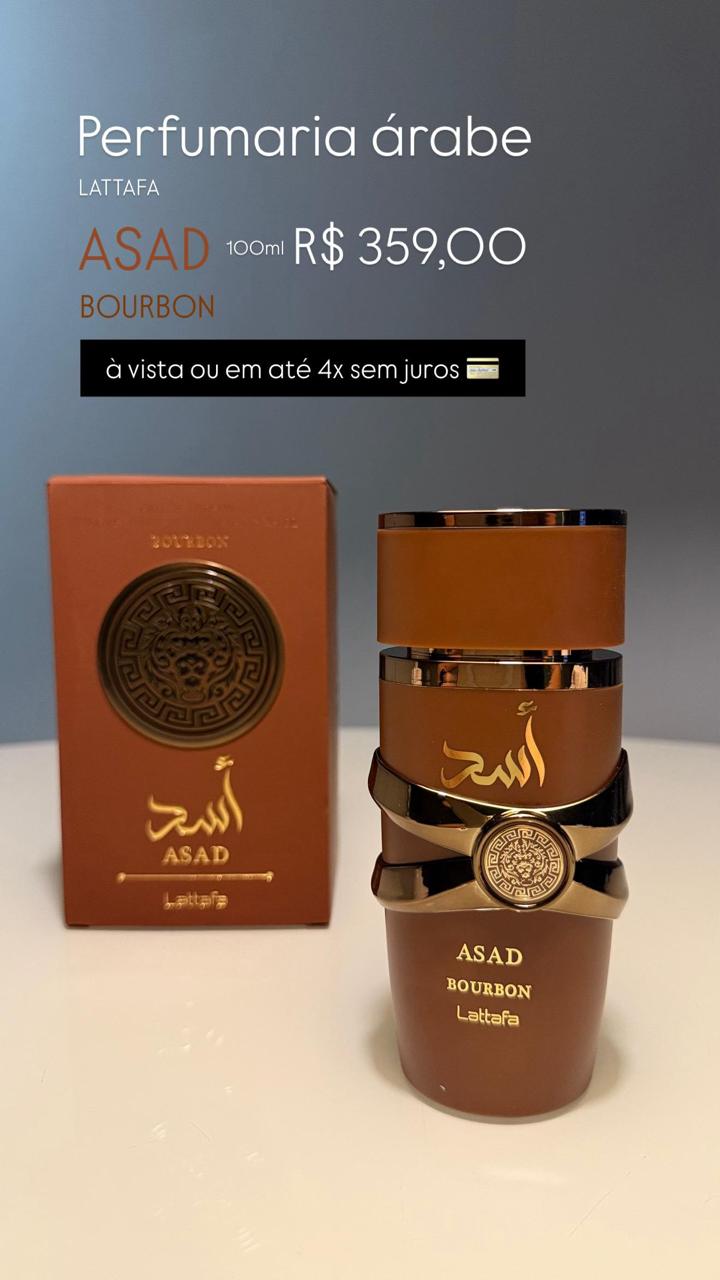 Perfumaria árabe
LATTAFA
ASAD 100ml R$ 359,00
BOURBON
à vista ou em até 4x sem juros 💳
BOURBON
أسد
ASAD
Lattafa
أسد
ASAD
BOURBON
Lattafa